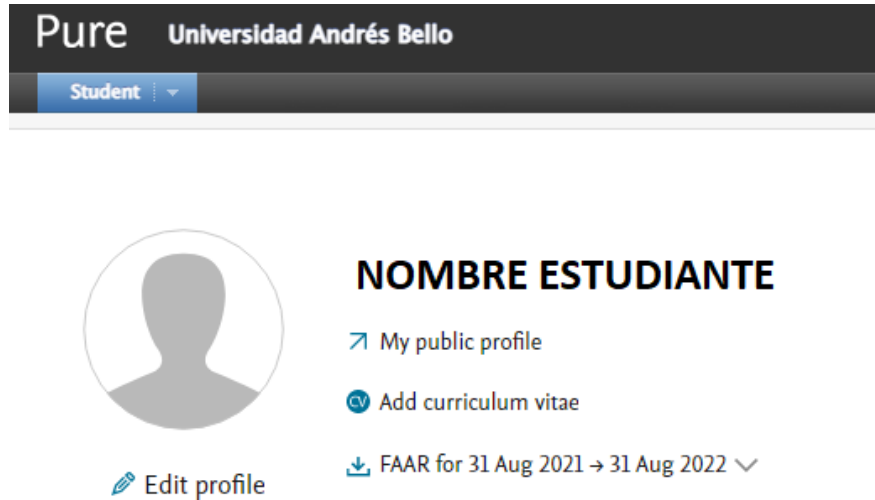 Pure Universidad Andrés Bello
Student
NOMBRE ESTUDIANTE
My public profile
CV Add curriculum vitae
FAAR for 31 Aug 2021 → 31 Aug 2022
Edit profile